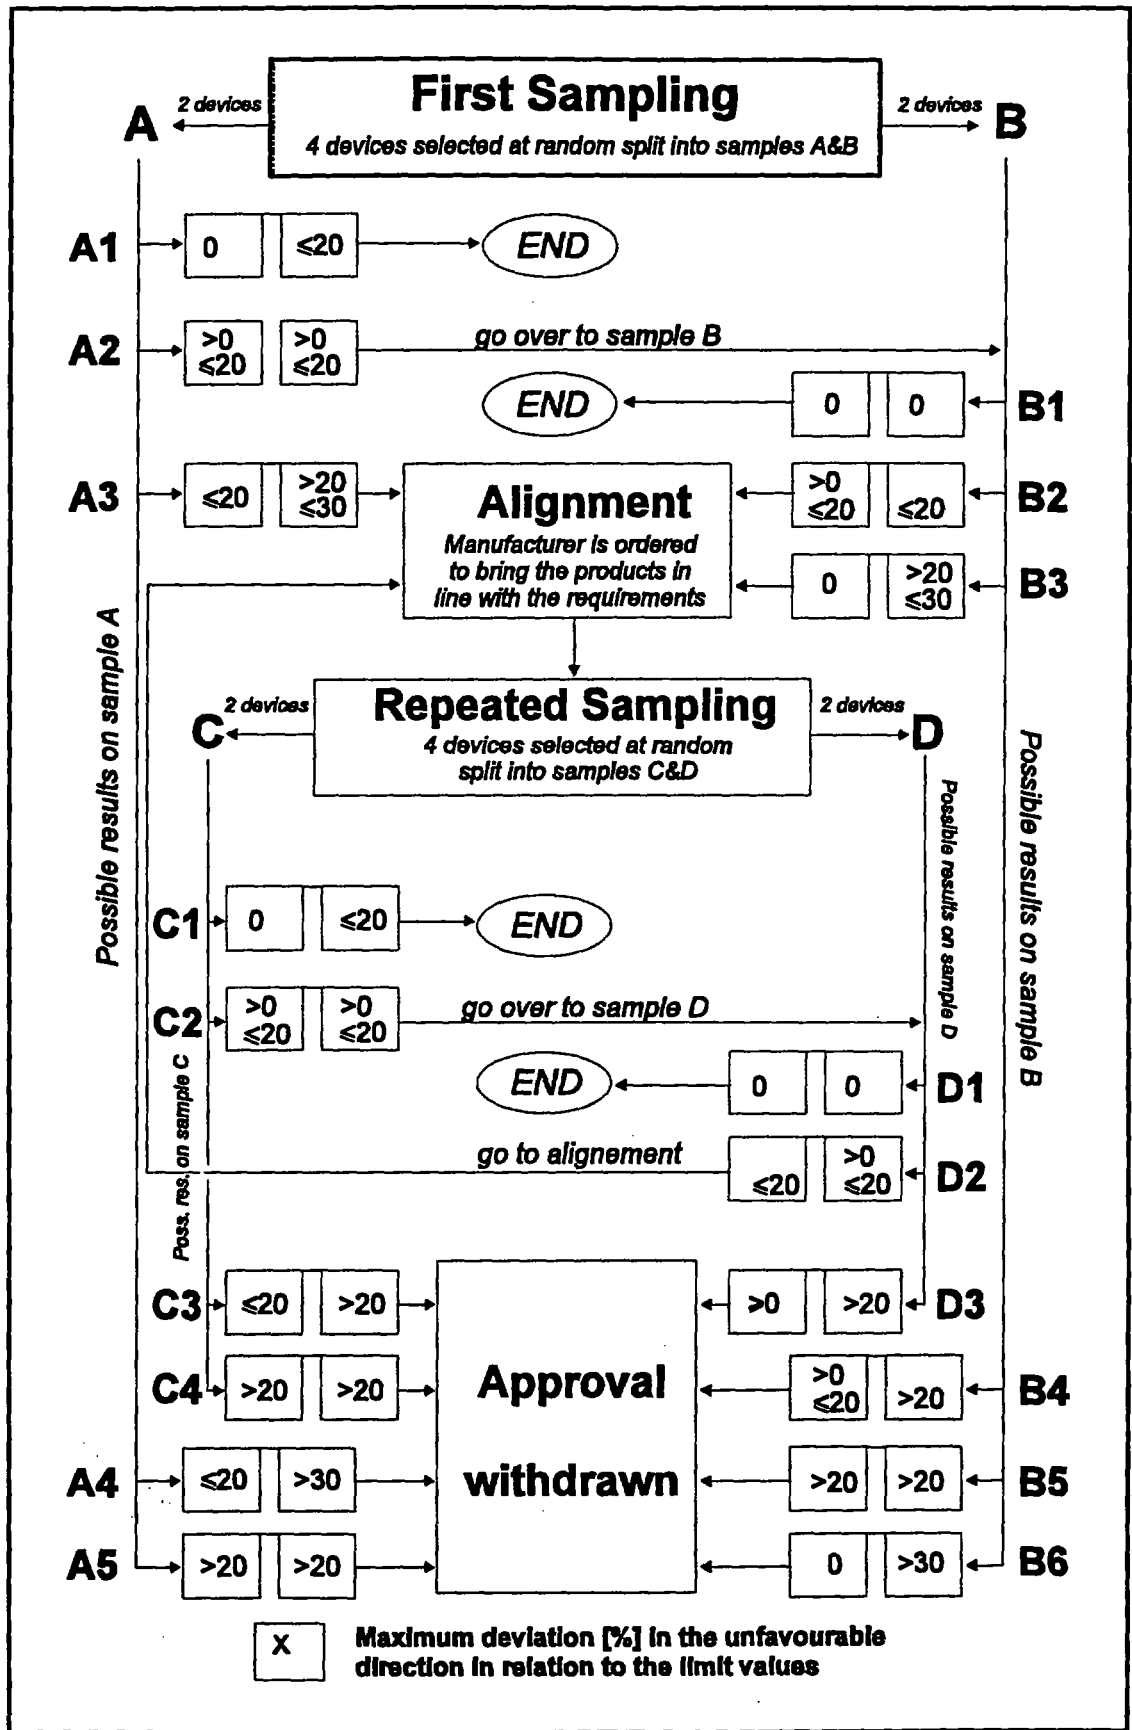 First Sampling
4 devices selected at random split into samples A&B
A
2 devices
2 devices
B
A1
0
≤20
END
A2
>0
≤20
>0
≤20
go over to sample B
END
0
0
B1
A3
≤20
>20
≤30
Alignment
Manufacturer is ordered
to bring the products in
line with the requirements
>0
≤20
≤20
B2
0
>20
≤30
B3
Possible results on sample A
C
2 devices
Repeated Sampling
4 devices selected at random
split into samples C&D
2 devices
D
Possible results on sample D
Possible results on sample B
C1
0
≤20
END
C2
>0
≤20
>0
≤20
go over to sample D
Poss. res. on sample C
END
0
0
D1
go to alignement
≤20
>0
≤20
D2
C3
≤20
>20
>0
>20
D3
C4
>20
>20
Approval
withdrawn
>0
≤20
>20
B4
A4
≤20
>30
>20
>20
B5
A5
>20
>20
0
>30
B6
X
Maximum deviation [%] in the unfavourable
direction in relation to the limit values